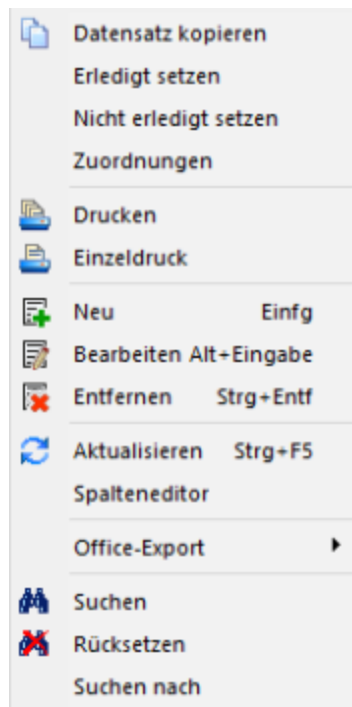 Datensatz kopieren
Erledigt setzen
Nicht erledigt setzen
Zuordnungen
Drucken
Einzeldruck
Neu Einfg
Bearbeiten Alt+Eingabe
Entfernen Strg+Entf
Aktualisieren Strg+F5
Spalteneditor
Office-Export
Suchen
Rücksetzen
Suchen nach